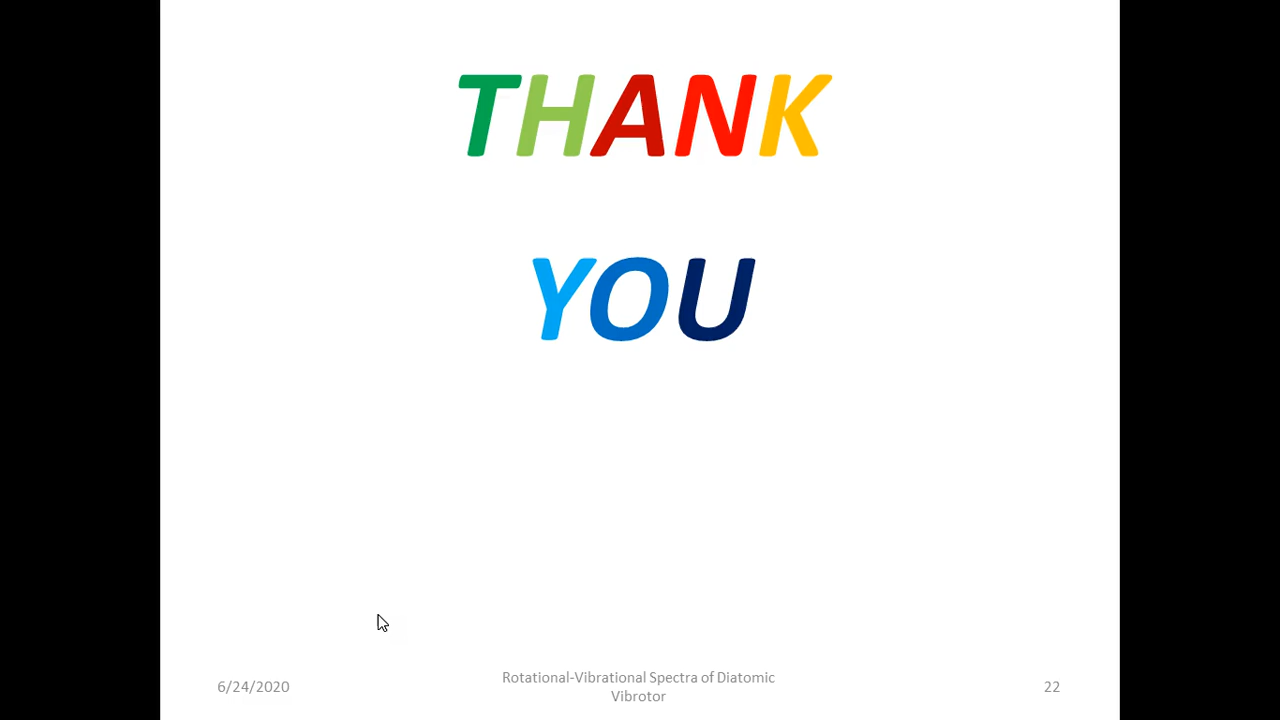 THANK
YOU
6/24/2020
Rotational-Vibrational Spectra of Diatomic
Vibrotor
22